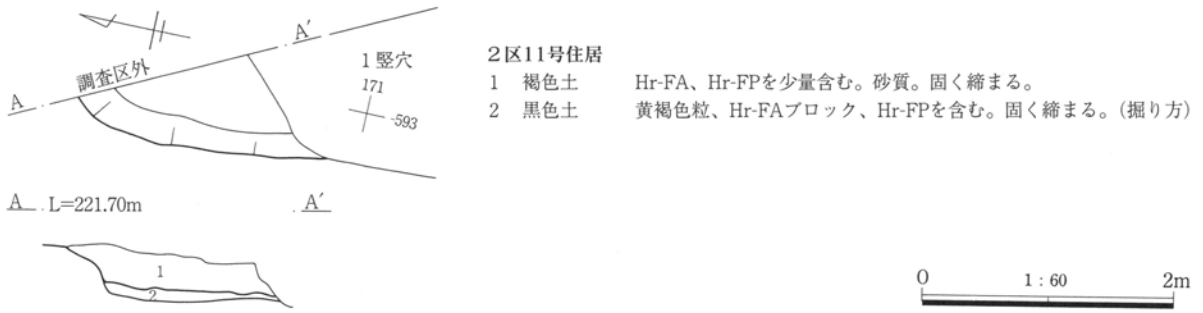 A′
調査区外
A
1 竪穴
171
-593
2区11号住居
1 褐色土 Hr-FA、Hr-FPを少量含む。砂質。固く締まる。
2 黒色土 黄褐色粒、Hr-FAブロック、Hr-FPを含む。固く締まる。(掘り方)
A . L=221.70m . A′
1
2
0 1:60 2m